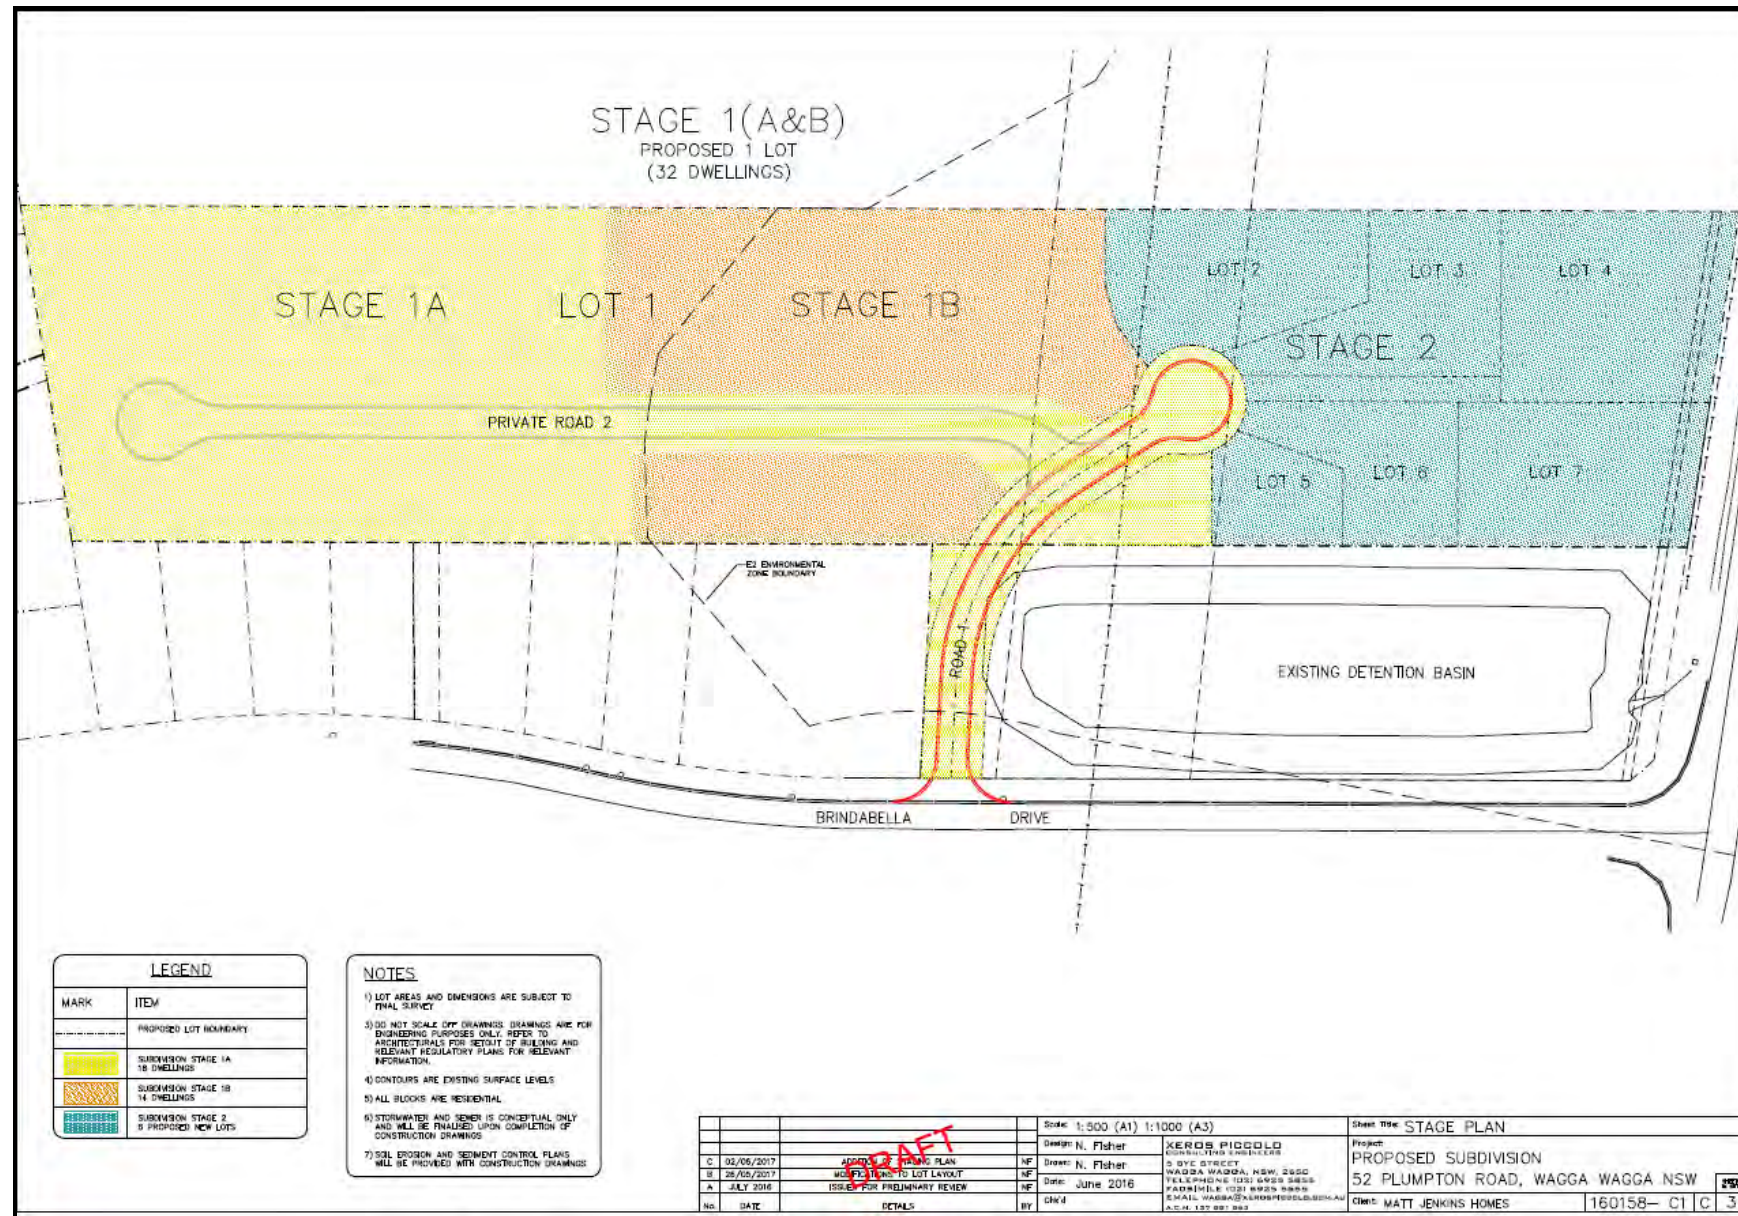 STAGE 1(A&B)
PROPOSED 1 LOT
(32 DWELLINGS)
STAGE 1A
LOT 1
STAGE 1B
LOT 2
LOT 3
LOT 4
STAGE 2
PRIVATE ROAD 2
LOT 5
LOT 6
LOT 7
E2 ENVIRONMENTAL
ZONE BOUNDARY
ROAD 1
EXISTING DETENTION BASIN
BRINDABELLA DRIVE
LEGEND
MARK ITEM
PROPOSED LOT BOUNDARY
SUBDIVISION STAGE 1A
18 DWELLINGS
SUBDIVISION STAGE 1B
14 DWELLINGS
SUBDIVISION STAGE 2
PROPOSED NEW LOTS
NOTES
1) LOT AREAS AND DIMENSIONS ARE SUBJECT TO
FINAL SURVEY
3) DO NOT SCALE OFF DRAWINGS. DRAWINGS ARE FOR
ENGINEERING PURPOSES ONLY. REFER TO
ARCHITECTURALS FOR SETOUT OF BUILDING AND
RELEVANT REGULATORY PLANS FOR RELEVANT
INFORMATION.
4) CONTOURS ARE EXISTING SURFACE LEVELS
5) ALL BLOCKS ARE RESIDENTIAL
6) STORMWATER AND SEWER IS CONCEPTUAL ONLY
AND WILL BE FINALISED UPON COMPLETION OF
CONSTRUCTION DRAWINGS
7) SOIL EROSION AND SEDIMENT CONTROL PLANS
WILL BE PROVIDED WITH CONSTRUCTION DRAWINGS
DRAFT
C 02/06/2017 ADDITION OF STAGING PLAN NF
B 26/05/2017 MODIFICATIONS TO LOT LAYOUT NF
A JULY 2016 ISSUED FOR PRELIMINARY REVIEW NF
No. DATE DETAILS BY
Scale: 1:500 (A1) 1:1000 (A3)
Design: N. Fisher
Drawn: N. Fisher
Date: June 2016
Chk'd
XEROS PICCOLO
CONSULTING ENGINEERS
5 BYE STREET
WAGGA WAGGA, NSW, 2650
TELEPHONE (02) 6925 5855
Sheet Title: STAGE PLAN
Project:
PROPOSED SUBDIVISION
52 PLUMPTON ROAD, WAGGA WAGGA NSW
Client: MATT JENKINS HOMES
160158- C1 C 3